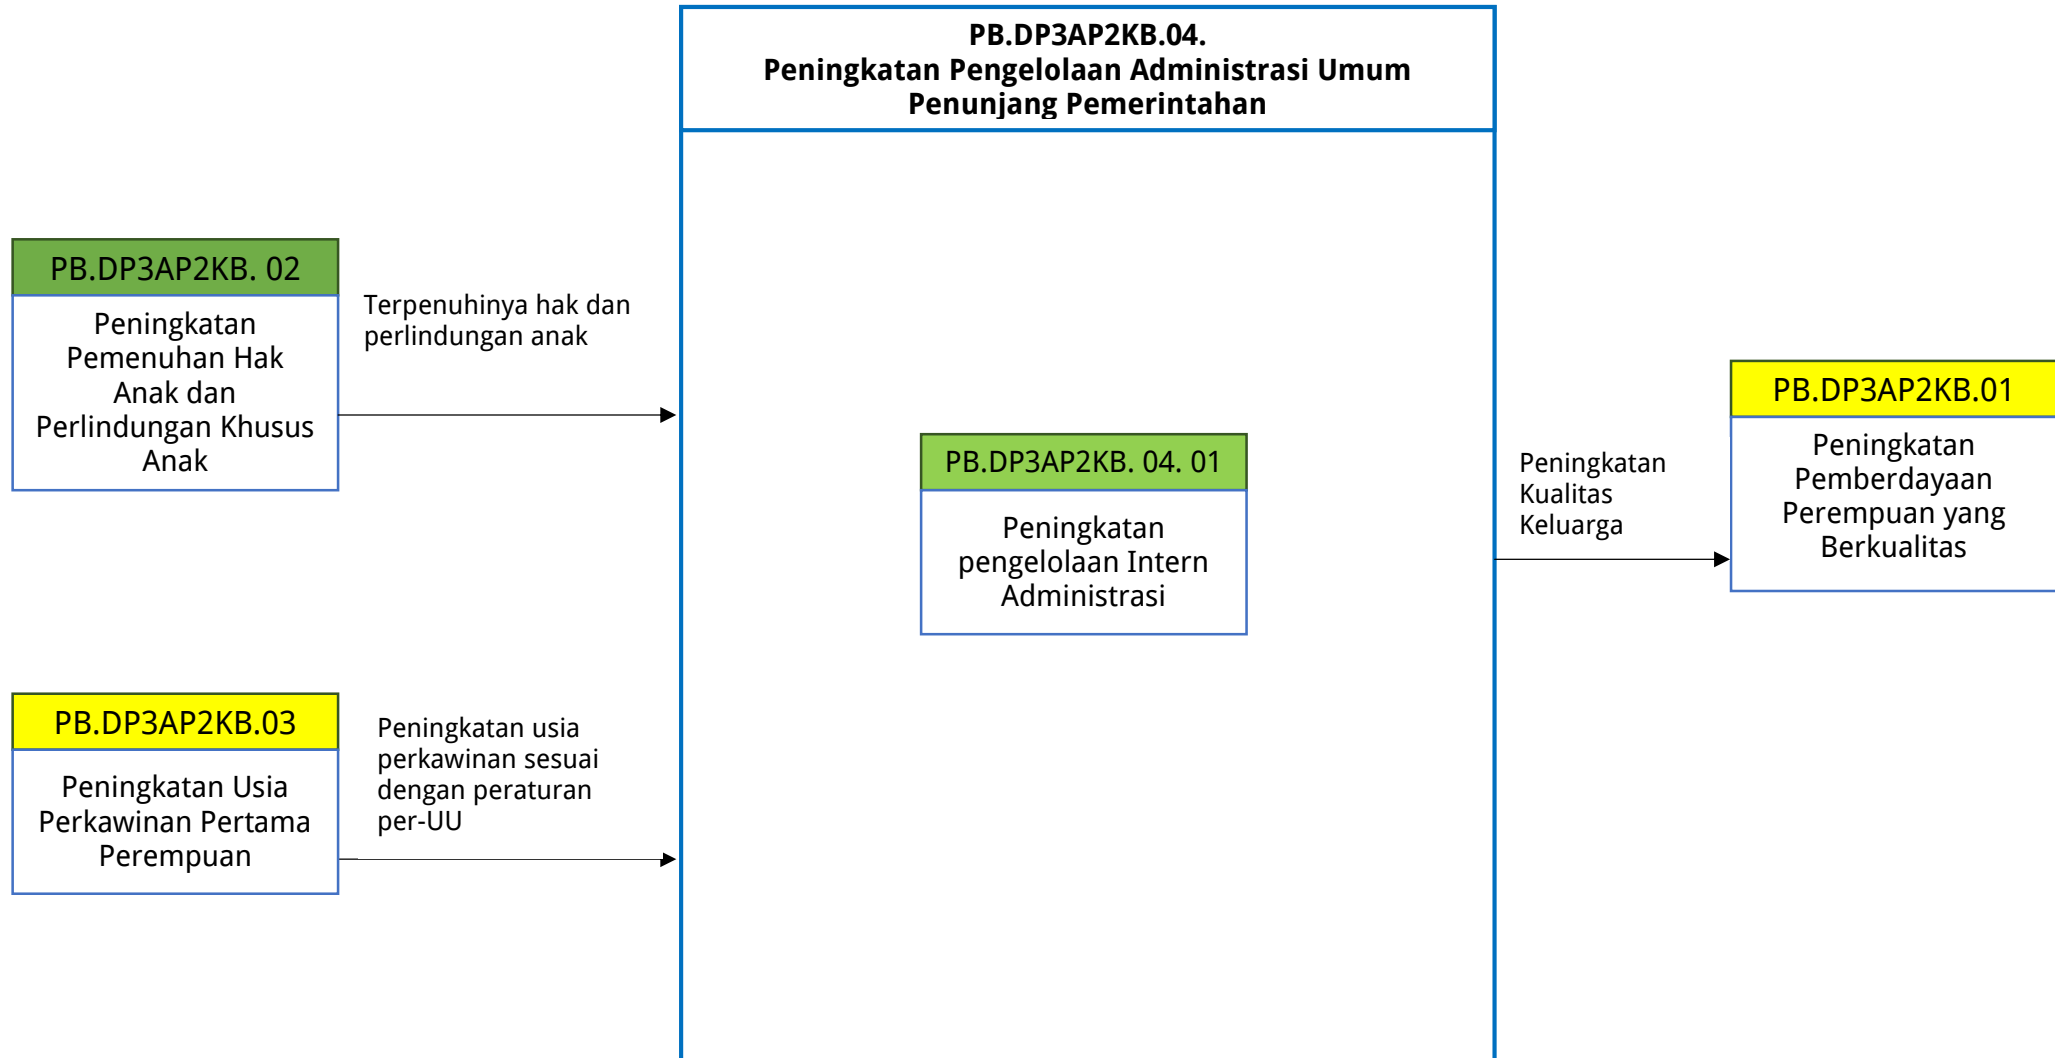 PB.DP3AP2KB.04.
Peningkatan Pengelolaan Administrasi Umum
Penunjang Pemerintahan
PB.DP3AP2KB. 02
Peningkatan
Pemenuhan Hak
Anak dan
Perlindungan Khusus
Anak
Terpenuhinya hak dan
perlindungan anak
PB.DP3AP2KB.03
Peningkatan Usia
Perkawinan Pertama
Perempuan
Peningkatan usia
perkawinan sesuai
dengan peraturan
per-UU
PB.DP3AP2KB. 04. 01
Peningkatan
pengelolaan Intern
Administrasi
Peningkatan
Kualitas
Keluarga
PB.DP3AP2KB.01
Peningkatan
Pemberdayaan
Perempuan yang
Berkualitas